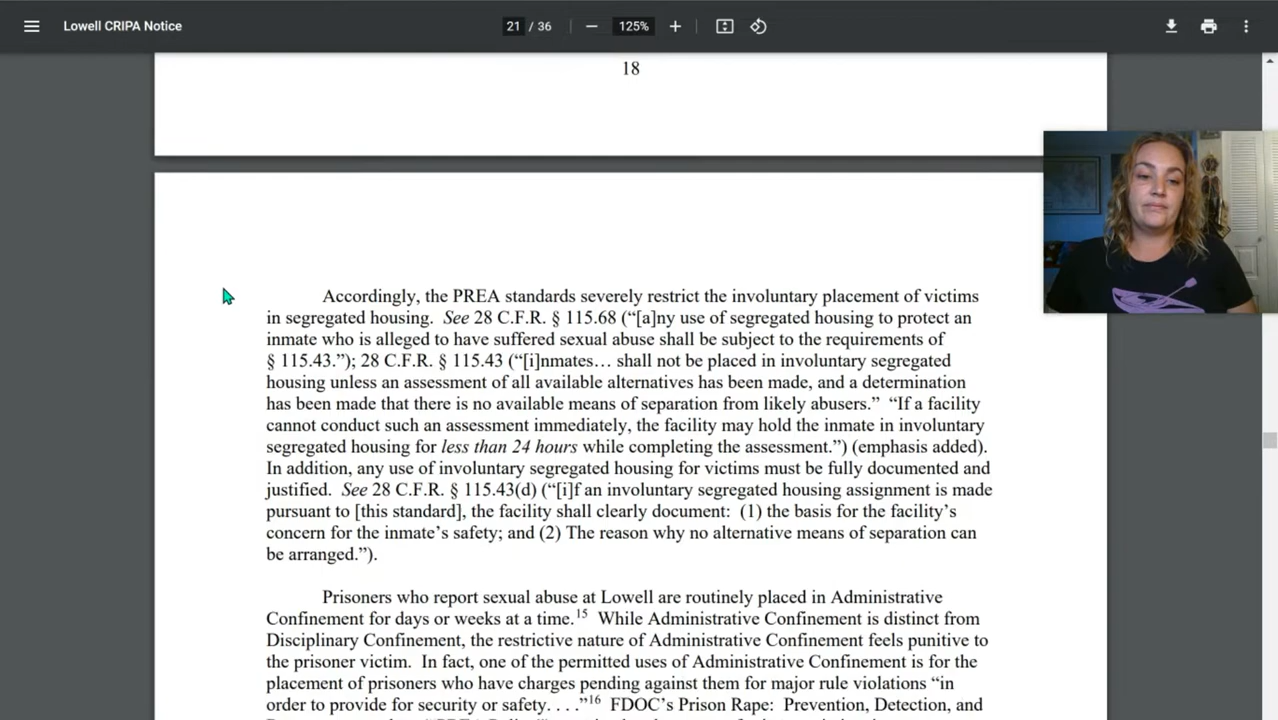 Lowell CRIPA Notice
21 / 36
125%
18
Accordingly, the PREA standards severely restrict the involuntary placement of victims
in segregated housing. See 28 C.F.R. § 115.68 (“[a]ny use of segregated housing to protect an
inmate who is alleged to have suffered sexual abuse shall be subject to the requirements of
§ 115.43.”); 28 C.F.R. § 115.43 (“[i]nmates… shall not be placed in involuntary segregated
housing unless an assessment of all available alternatives has been made, and a determination
has been made that there is no available means of separation from likely abusers.” “If a facility
cannot conduct such an assessment immediately, the facility may hold the inmate in involuntary
segregated housing for less than 24 hours while completing the assessment.”) (emphasis added).
In addition, any use of involuntary segregated housing for victims must be fully documented and
justified. See 28 C.F.R. § 115.43(d) (“[i]f an involuntary segregated housing assignment is made
pursuant to [this standard], the facility shall clearly document: (1) the basis for the facility’s
concern for the inmate’s safety; and (2) The reason why no alternative means of separation can
be arranged.”).
Prisoners who report sexual abuse at Lowell are routinely placed in Administrative
Confinement for days or weeks at a time.15 While Administrative Confinement is distinct from
Disciplinary Confinement, the restrictive nature of Administrative Confinement feels punitive to
the prisoner victim. In fact, one of the permitted uses of Administrative Confinement is for the
placement of prisoners who have charges pending against them for major rule violations “in
order to provide for security or safety. . . .”16 FDOC’s Prison Rape: Prevention, Detection, and